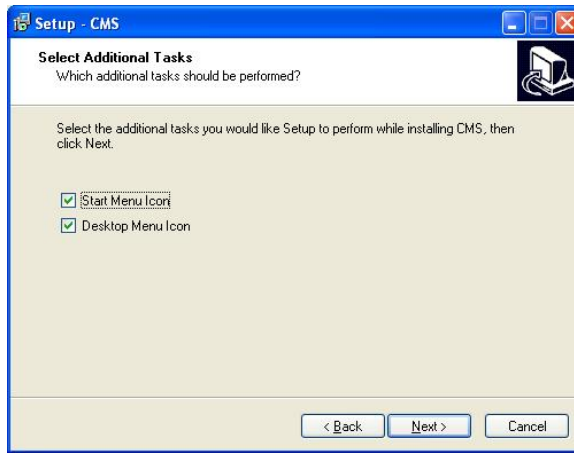 Setup - CMS
Select Additional Tasks
Which additional tasks should be performed?
Select the additional tasks you would like Setup to perform while installing CMS, then
click Next.
Start Menu Icon
Desktop Menu Icon
< Back
Next >
Cancel